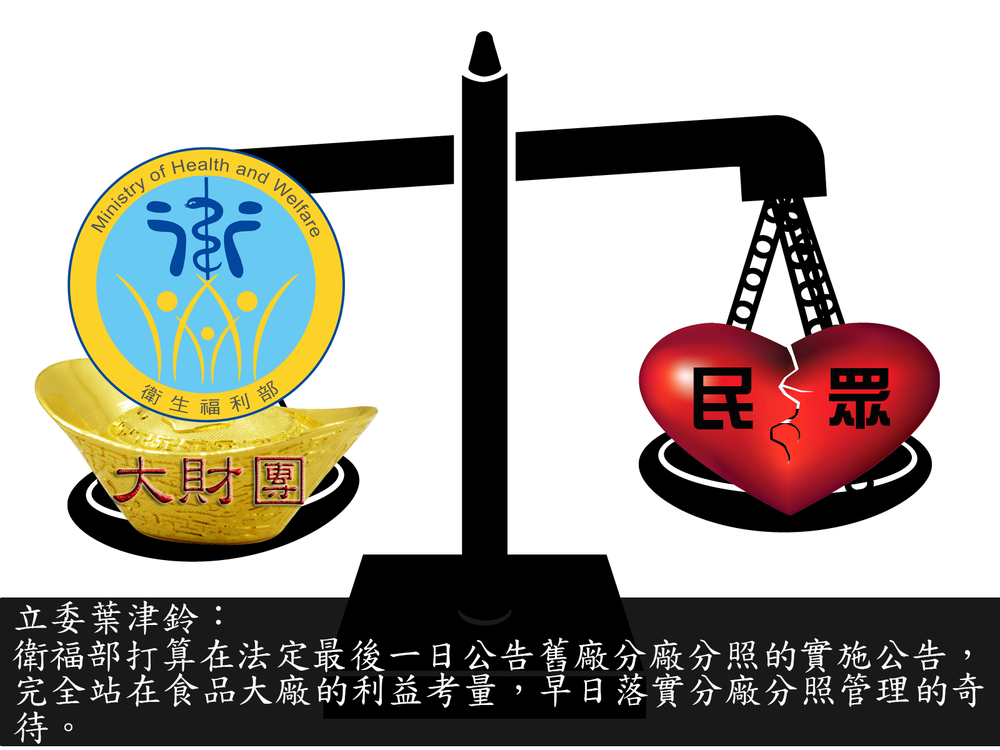 Ministry of Health and Welfare
衛生福利部
大財團
民眾
立委葉津鈴：
衛福部打算在法定最後一日公告舊廠分廠分照的實施公告，
完全站在食品大廠的利益考量，早日落實分廠分照管理的奇
待。